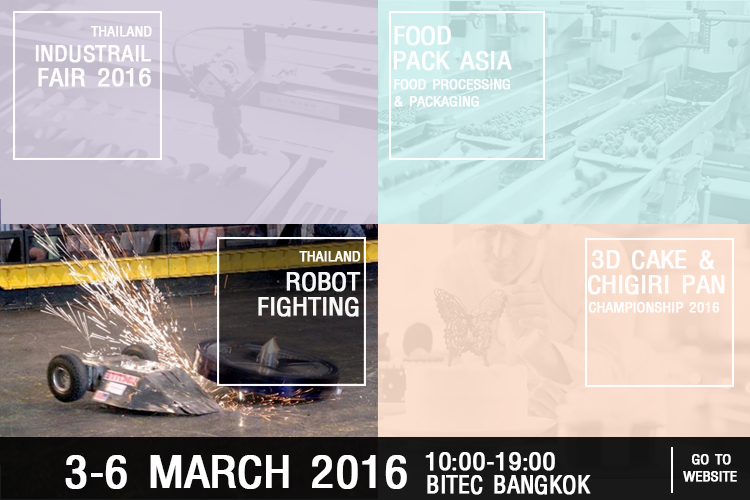 THAILAND
INDUSTRAIL
FAIR 2016
FOOD
PACK ASIA
FOOD PROCESSING
& PACKAGING
THAILAND
ROBOT
FIGHTING
3D CAKE &
CHIGIRI PAN
CHAMPIONSHIP 2016
3-6 MARCH 2016
10:00-19:00
BITEC BANGKOK
GO TO
WEBSITE